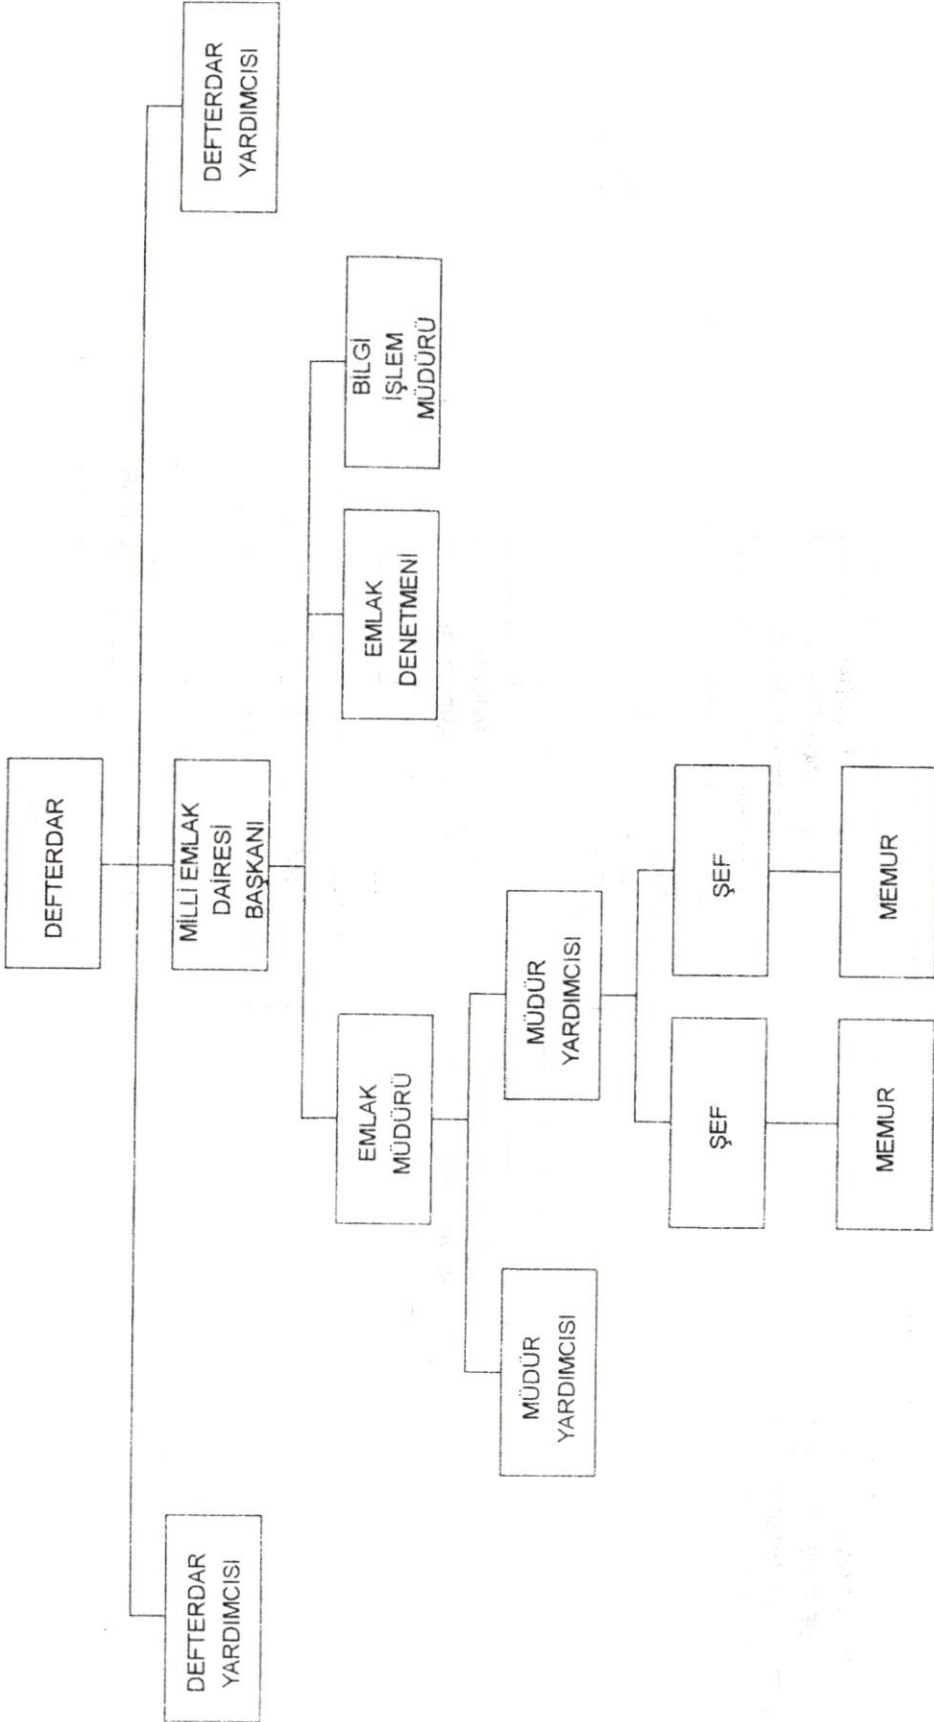 DEFTERDAR
DEFTERDAR
YARDIMCISI
MİLLİ EMLAK
DAİRESİ
BAŞKANI
DEFTERDAR
YARDIMCISI
EMLAK
MÜDÜRÜ
EMLAK
DENETMENİ
BİLGİ
İŞLEM
MÜDÜRÜ
MÜDÜR
YARDIMCISI
MÜDÜR
YARDIMCISI
ŞEF
ŞEF
MEMUR
MEMUR